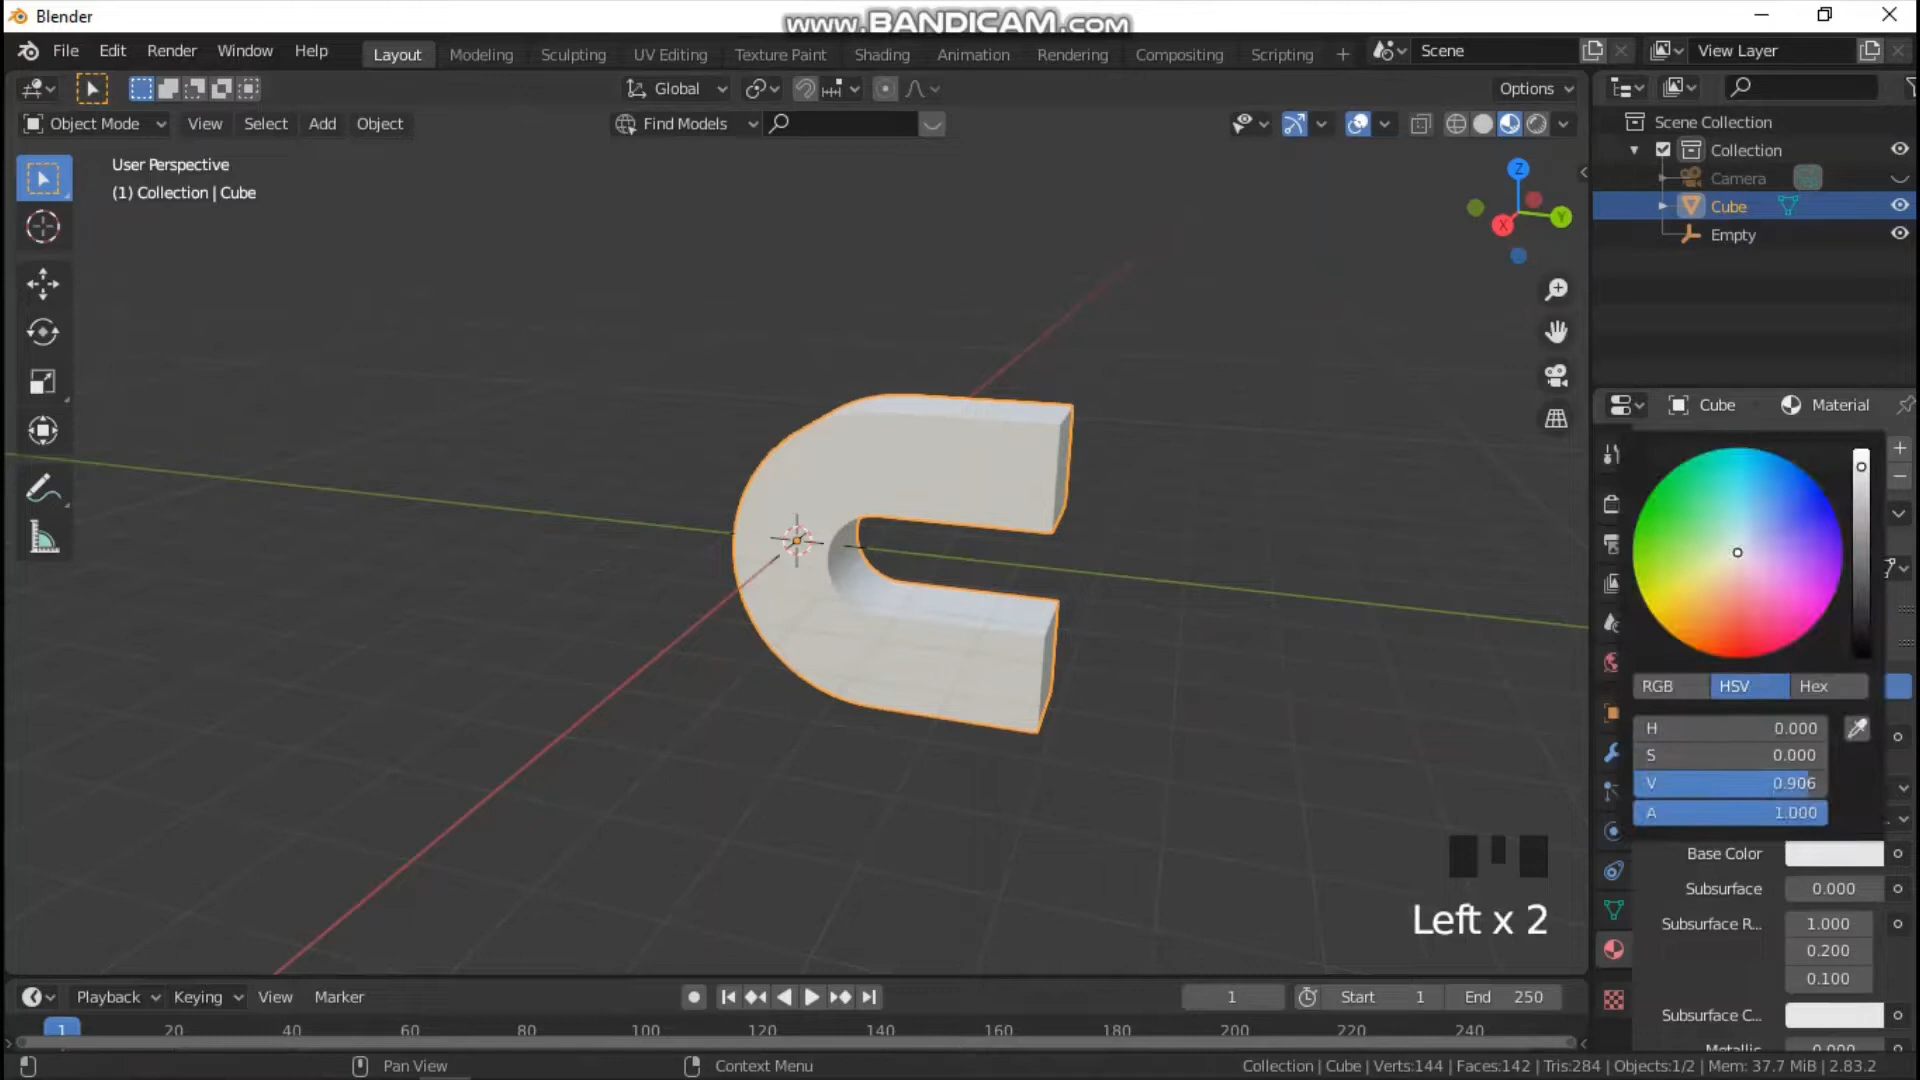 Blender
www.BANDICAM.com
File Edit Render Window Help
Layout Modeling Sculpting UV Editing Texture Paint Shading Animation Rendering Compositing Scripting +
Scene
View Layer
Global
Options
Object Mode View Select Add Object
Find Models
User Perspective
(1) Collection | Cube
Z
Y
X
Scene Collection
Collection
Camera
Cube
Empty
Cube Material
RGB HSV Hex
H 0.000
S 0.000
V 0.906
A 1.000
Base Color
Subsurface 0.000
Subsurface R... 1.000
0.200
0.100
Subsurface C...
Metallic 0.000
Left x 2
Playback Keying View Marker
1
Start 1
End 250
1 20 40 60 80 100 120 140 160 180 200 220 240
Pan View
Context Menu
Collection | Cube | Verts:144 | Faces:142 | Tris:284 | Objects:1/2 | Mem: 37.7 MiB | 2.83.2